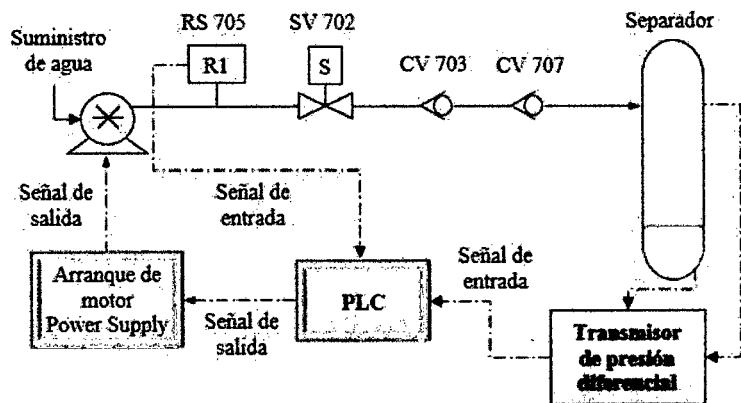 RS 705
SV 702
Separador
Suministro
de agua
R1
S
CV 703
CV 707
Señal de
salida
Señal de
entrada
Señal de
entrada
Arranque de
motor
Power Supply
Señal de
salida
PLC
Transmisor
de presión
diferencial